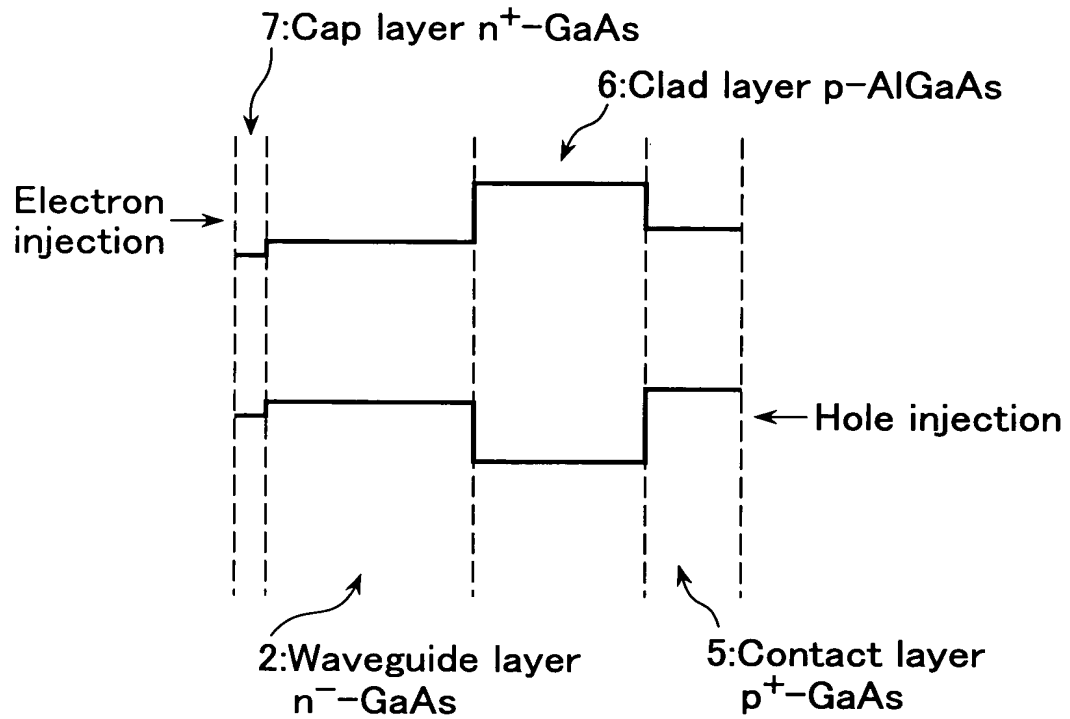 7:Cap layer n⁺-GaAs
6:Clad layer p-AlGaAs
Electron
injection
Hole injection
2:Waveguide layer
n⁻-GaAs
5:Contact layer
p⁺-GaAs